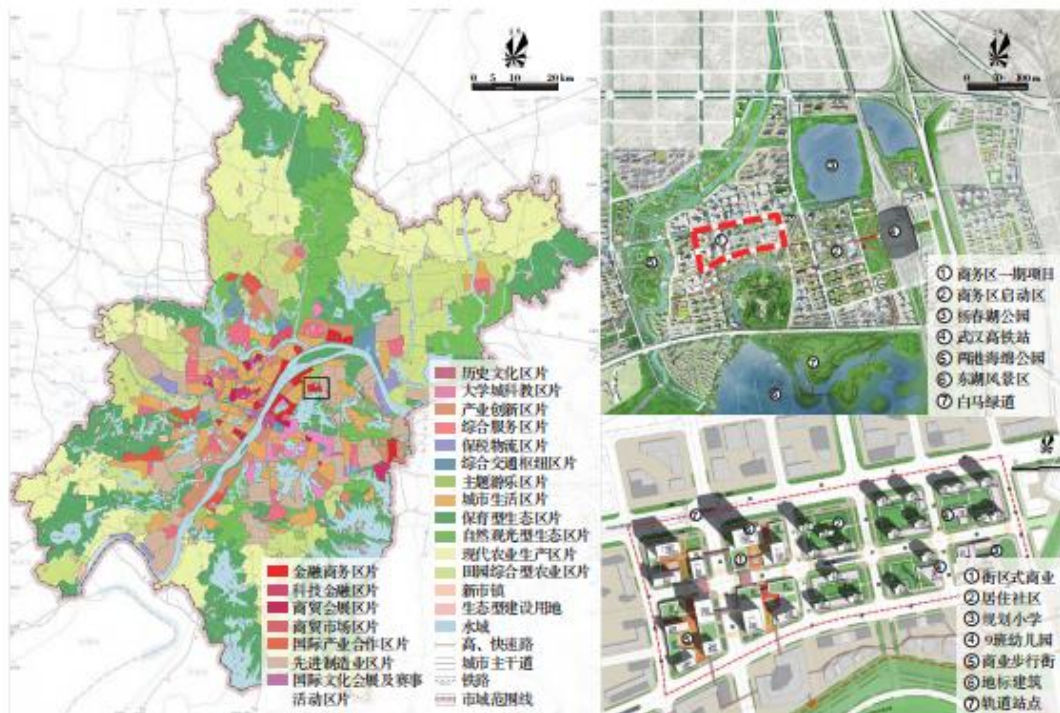 0 5 10 20 km
历史文化区片
大学城科教区片
产业创新区片
综合服务区片
保税物流区片
综合交通枢纽区片
主题游乐区片
城市生活区片
保育型生态区片
自然观光型生态区片
现代农业生产区片
田园综合型农业区片
新市镇
生态型建设用地
水域
高、快速路
城市主干道
铁路
市域范围线
金融商务区片
科技金融区片
商贸会展区片
商贸市场区片
国际产业合作区片
先进制造业区片
国际文化会展及赛事
活动区片
①商务区一期项目
②商务区启动区
③杨春湖公园
④武汉高铁站
⑤两港海绵公园
⑥东湖风景区
⑦白马绿道
①街区式商业
②居住社区
③规划小学
④9班幼儿园
⑤商业步行街
⑥地标建筑
⑦轨道站点